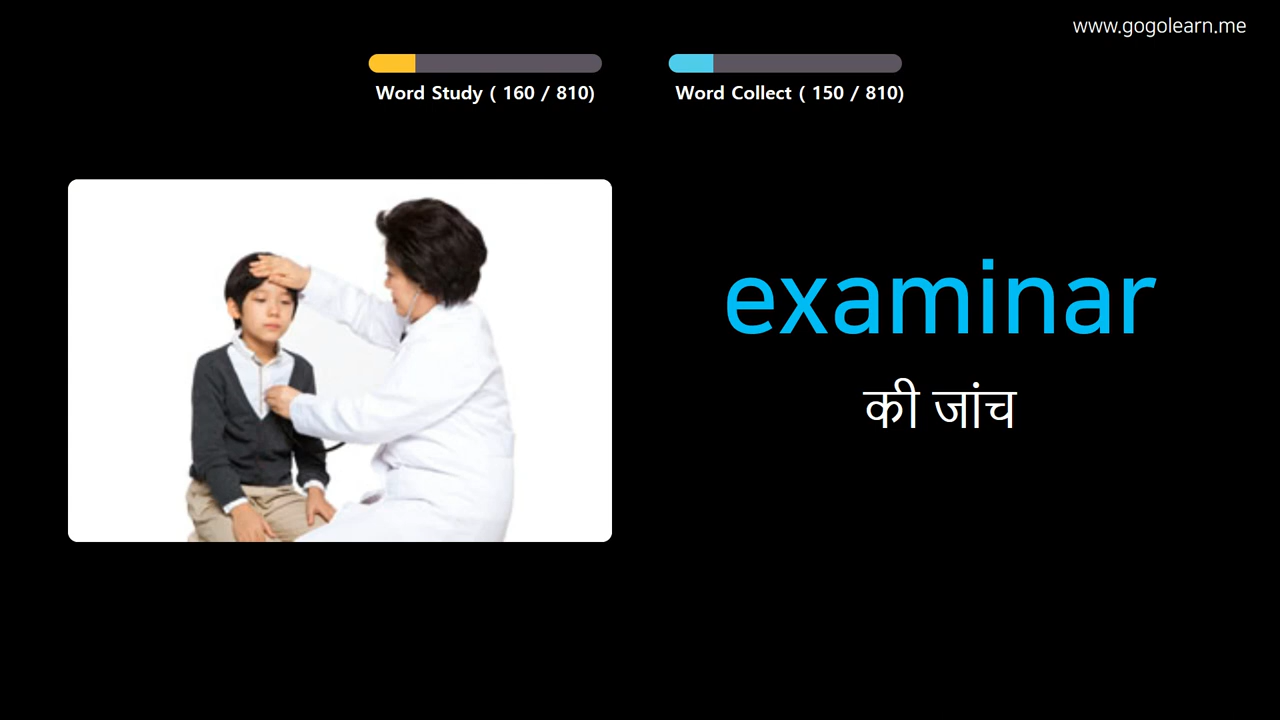 www.gogolearn.me
Word Study ( 160 / 810)
Word Collect ( 150 / 810)
examinar
की जांच